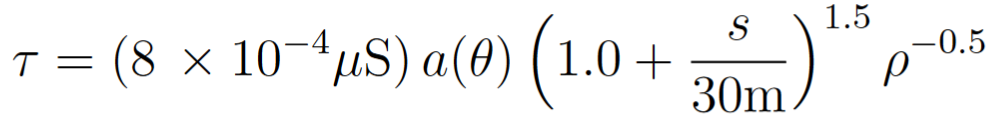 τ = (8 × 10⁻⁴μS) a(θ) (1.0 + s/30m)^1.5 ρ^−0.5